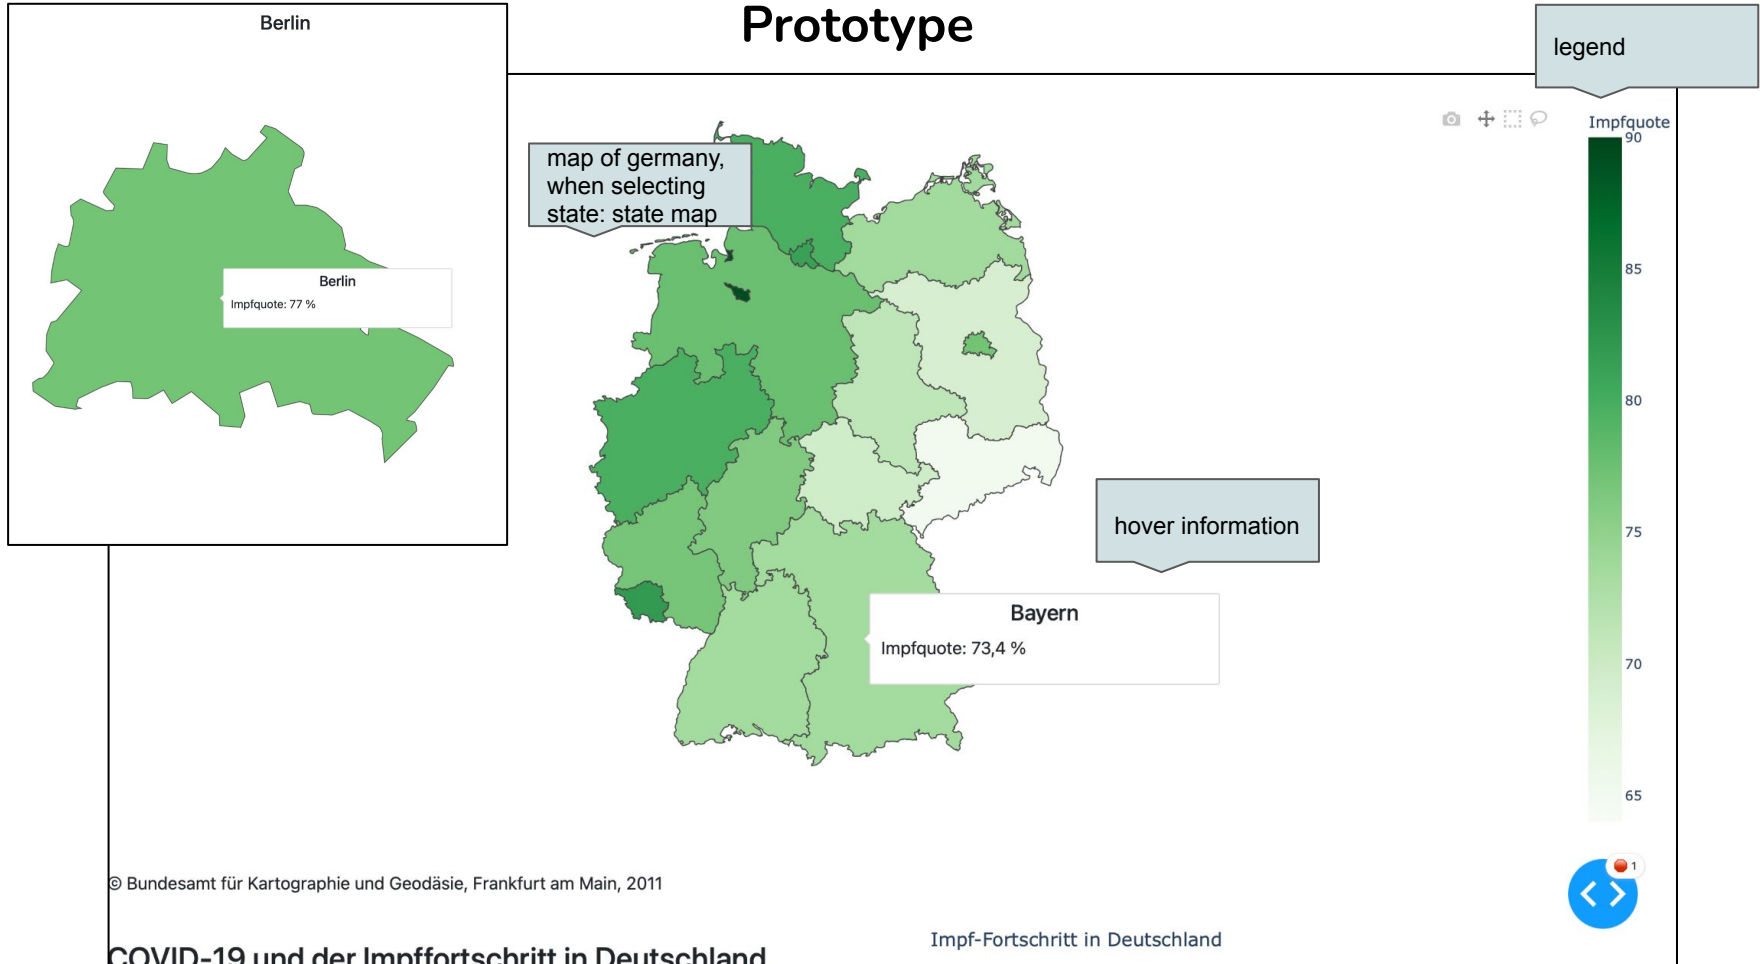 Prototype
Berlin
Berlin
Impfquote: 77 %
map of germany,
when selecting
state: state map
legend
Impfquote
90
85
80
75
70
65
hover information
Bayern
Impfquote: 73,4 %
1
© Bundesamt für Kartographie und Geodäsie, Frankfurt am Main, 2011
Impf-Fortschritt in Deutschland
COVID-19 und der Impffortschritt in Deutschland